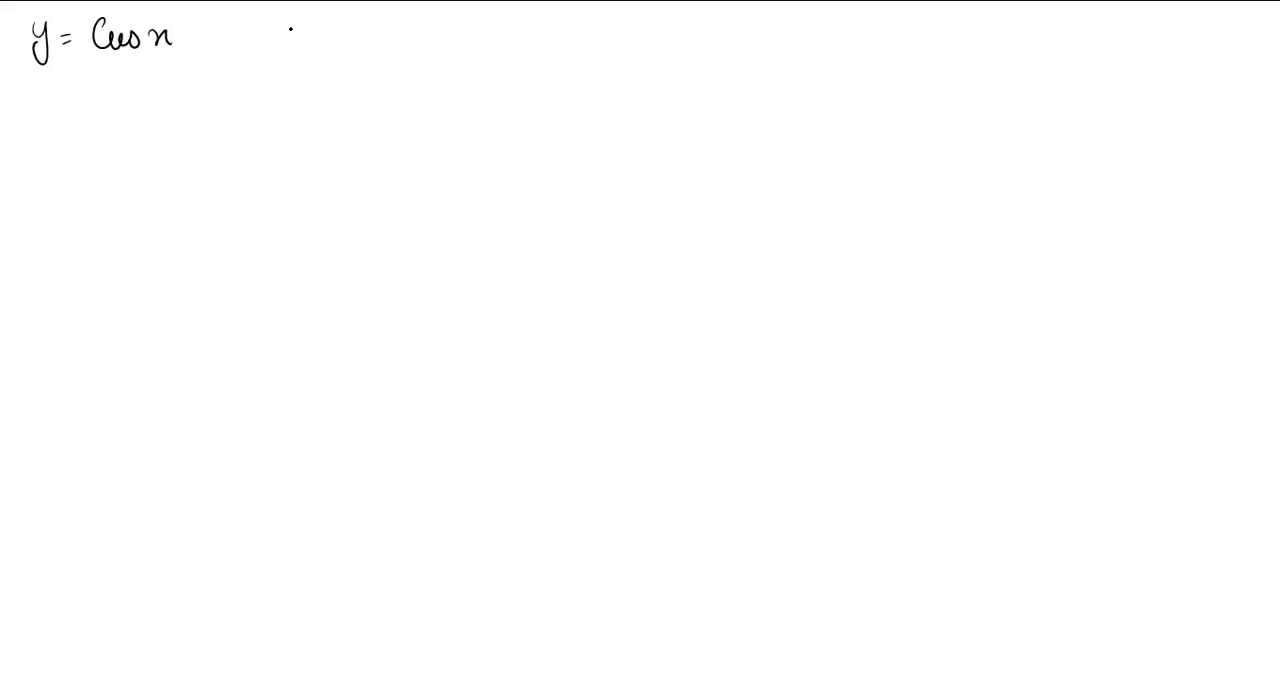 y = Cos x